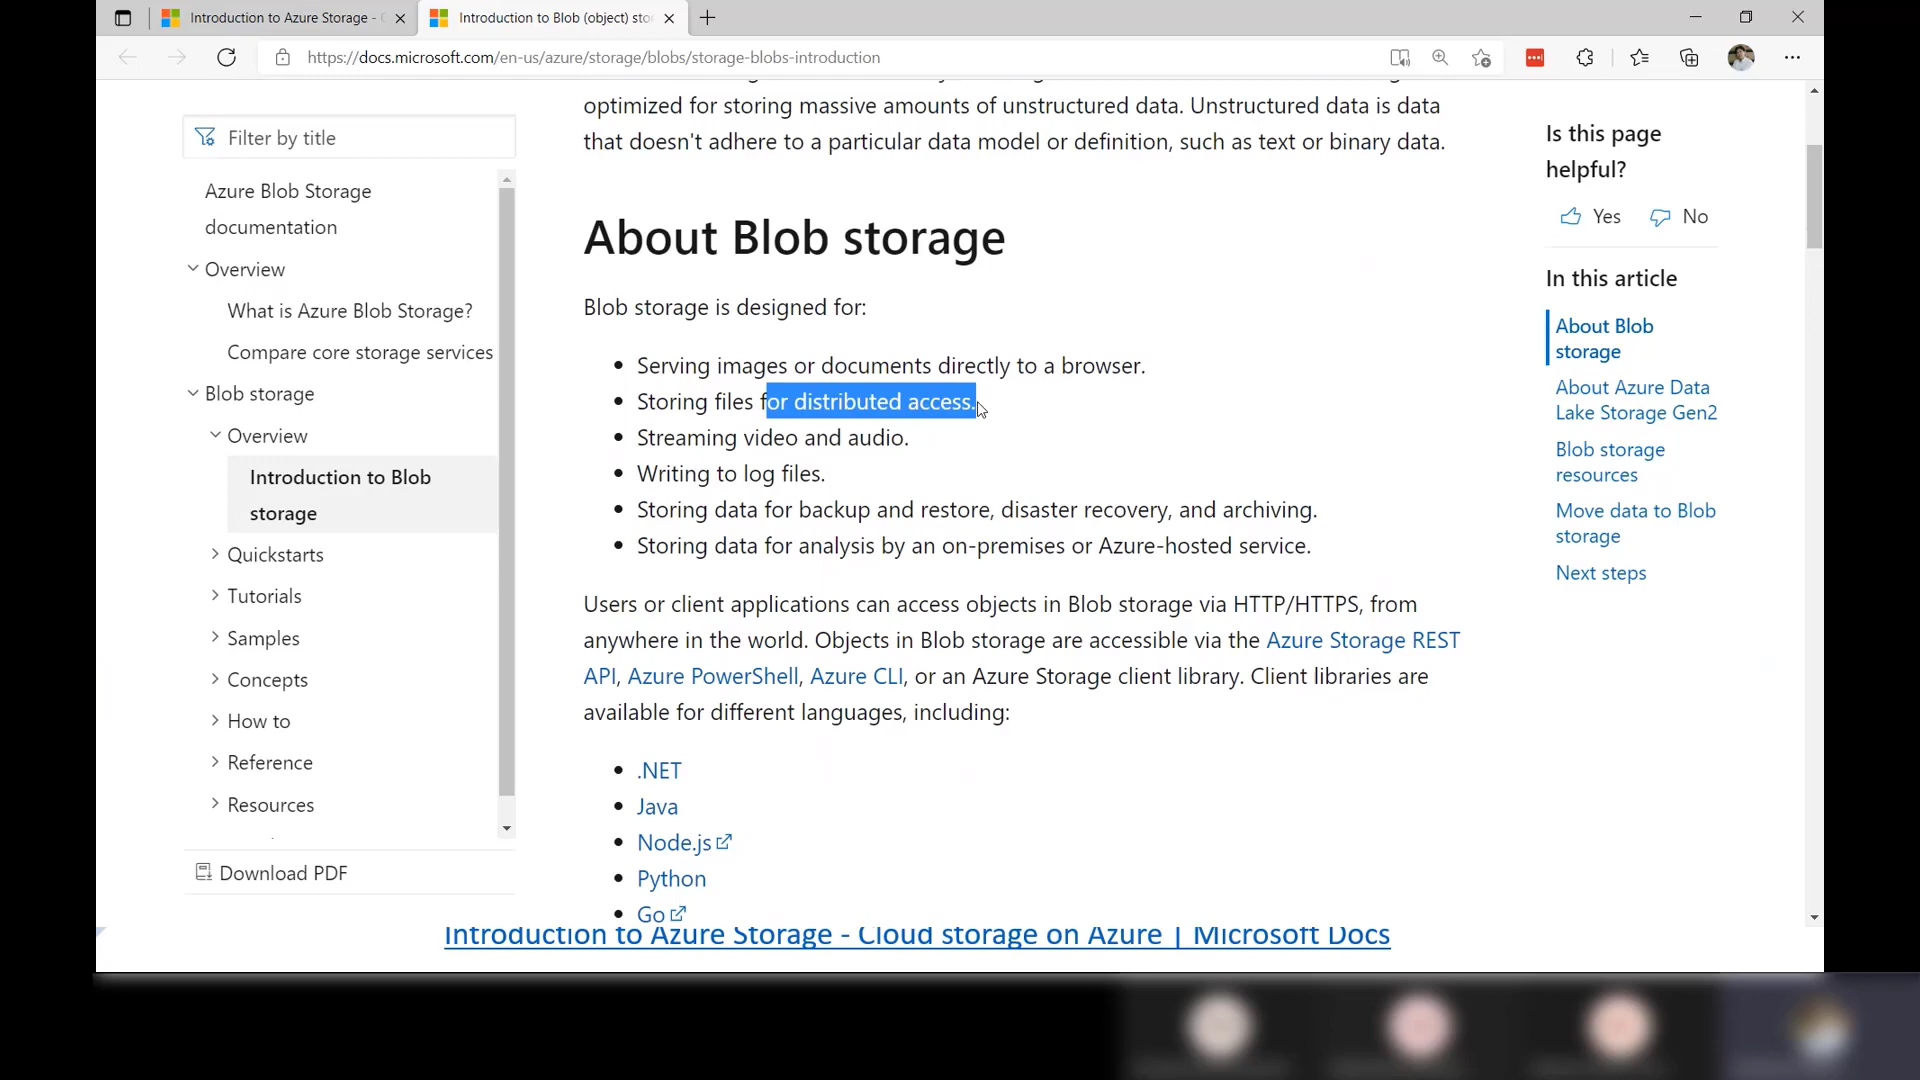 Introduction to Azure Storage -
Introduction to Blob (object) sto
https://docs.microsoft.com/en-us/azure/storage/blobs/storage-blobs-introduction
Filter by title
Azure Blob Storage
documentation
Overview
What is Azure Blob Storage?
Compare core storage services
Blob storage
Overview
Introduction to Blob
storage
Quickstarts
Tutorials
Samples
Concepts
How to
Reference
Resources
Download PDF
optimized for storing massive amounts of unstructured data. Unstructured data is data
that doesn't adhere to a particular data model or definition, such as text or binary data.
About Blob storage
Blob storage is designed for:
• Serving images or documents directly to a browser.
• Storing files for distributed access.
• Streaming video and audio.
• Writing to log files.
• Storing data for backup and restore, disaster recovery, and archiving.
• Storing data for analysis by an on-premises or Azure-hosted service.
Users or client applications can access objects in Blob storage via HTTP/HTTPS, from
anywhere in the world. Objects in Blob storage are accessible via the Azure Storage REST
API, Azure PowerShell, Azure CLI, or an Azure Storage client library. Client libraries are
available for different languages, including:
• .NET
• Java
• Node.js
• Python
• Go
Is this page
helpful?
Yes No
In this article
About Blob
storage
About Azure Data
Lake Storage Gen2
Blob storage
resources
Move data to Blob
storage
Next steps
Introduction to Azure Storage - Cloud storage on Azure | Microsoft Docs